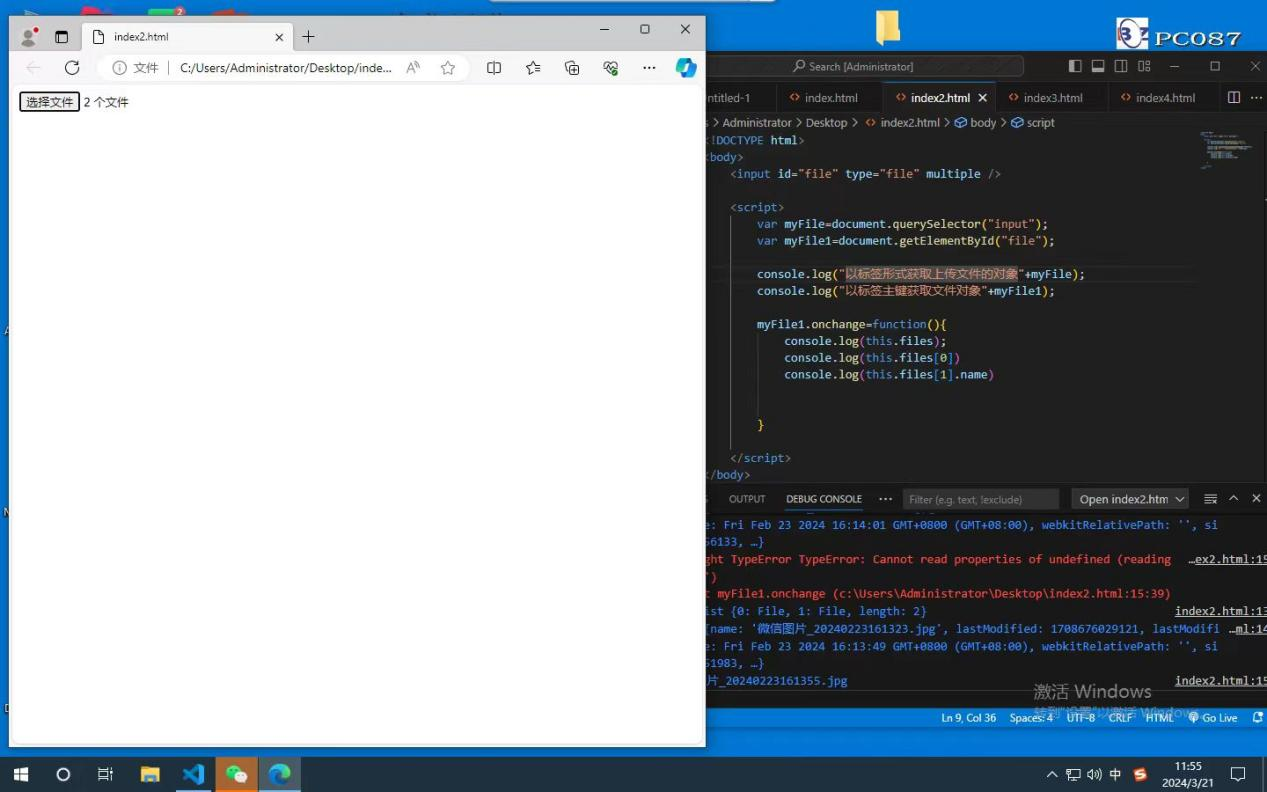 2
index2.html
文件
C:/Users/Administrator/Desktop/inde...
选择文件 2 个文件
PC087
Search [Administrator]
ntitled-1
index.html
index2.html
index3.html
index4.html
Administrator > Desktop > index2.html > body > script
<!DOCTYPE html>
<body>
<input id="file" type="file" multiple />
<script>
var myFile=document.querySelector("input");
var myFile1=document.getElementById("file");
console.log("以标签形式获取上传文件的对象"+myFile);
console.log("以标签主键获取文件对象"+myFile1);
myFile1.onchange=function(){
console.log(this.files);
console.log(this.files[0])
console.log(this.files[1].name)
}
</script>
</body>
OUTPUT
DEBUG CONSOLE
Filter (e.g. text, !exclude)
Open index2.htm
e: Fri Feb 23 2024 16:14:01 GMT+0800 (GMT+08:00), webkitRelativePath: '', si
56133, …}
ght TypeError TypeError: Cannot read properties of undefined (reading
…ex2.html:15
')
t myFile1.onchange (c:\Users\Administrator\Desktop\index2.html:15:39)
ist {0: File, 1: File, length: 2}
index2.html:13
[name: '微信图片_20240223161323.jpg', lastModified: 1708676029121, lastModifi
…ml:14
e: Fri Feb 23 2024 16:13:49 GMT+0800 (GMT+08:00), webkitRelativePath: '', si
51983, …}
片_20240223161355.jpg
index2.html:15
激活 Windows
转到"设置"以激活 Windows。
Ln 9, Col 36
Spaces: 4
UTF-8
CRLF
HTML
Go Live
中
11:55
2024/3/21